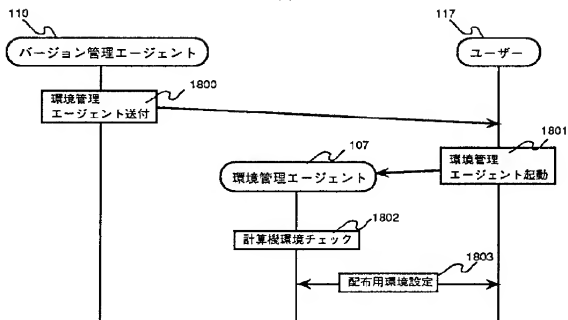 110
117
バージョン管理エージェント
ユーザー
1800
環境管理
エージェント送付
1801
環境管理
エージェント起動
107
環境管理エージェント
1802
計算機環境チェック
1803
配布用環境設定